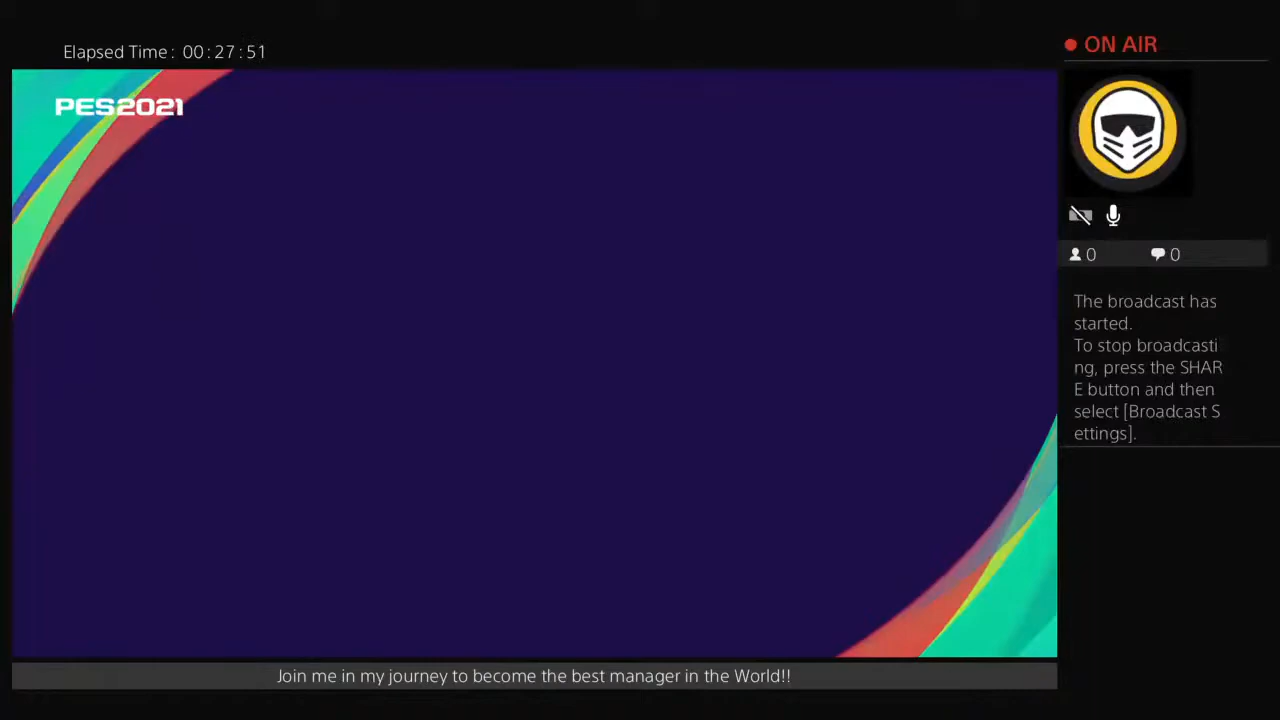 Elapsed Time: 00:27:51
ON AIR
PES2021
0 0
The broadcast has
started.
To stop broadcasti
ng, press the SHAR
E button and then
select [Broadcast S
ettings].
Join me in my journey to become the best manager in the World!!